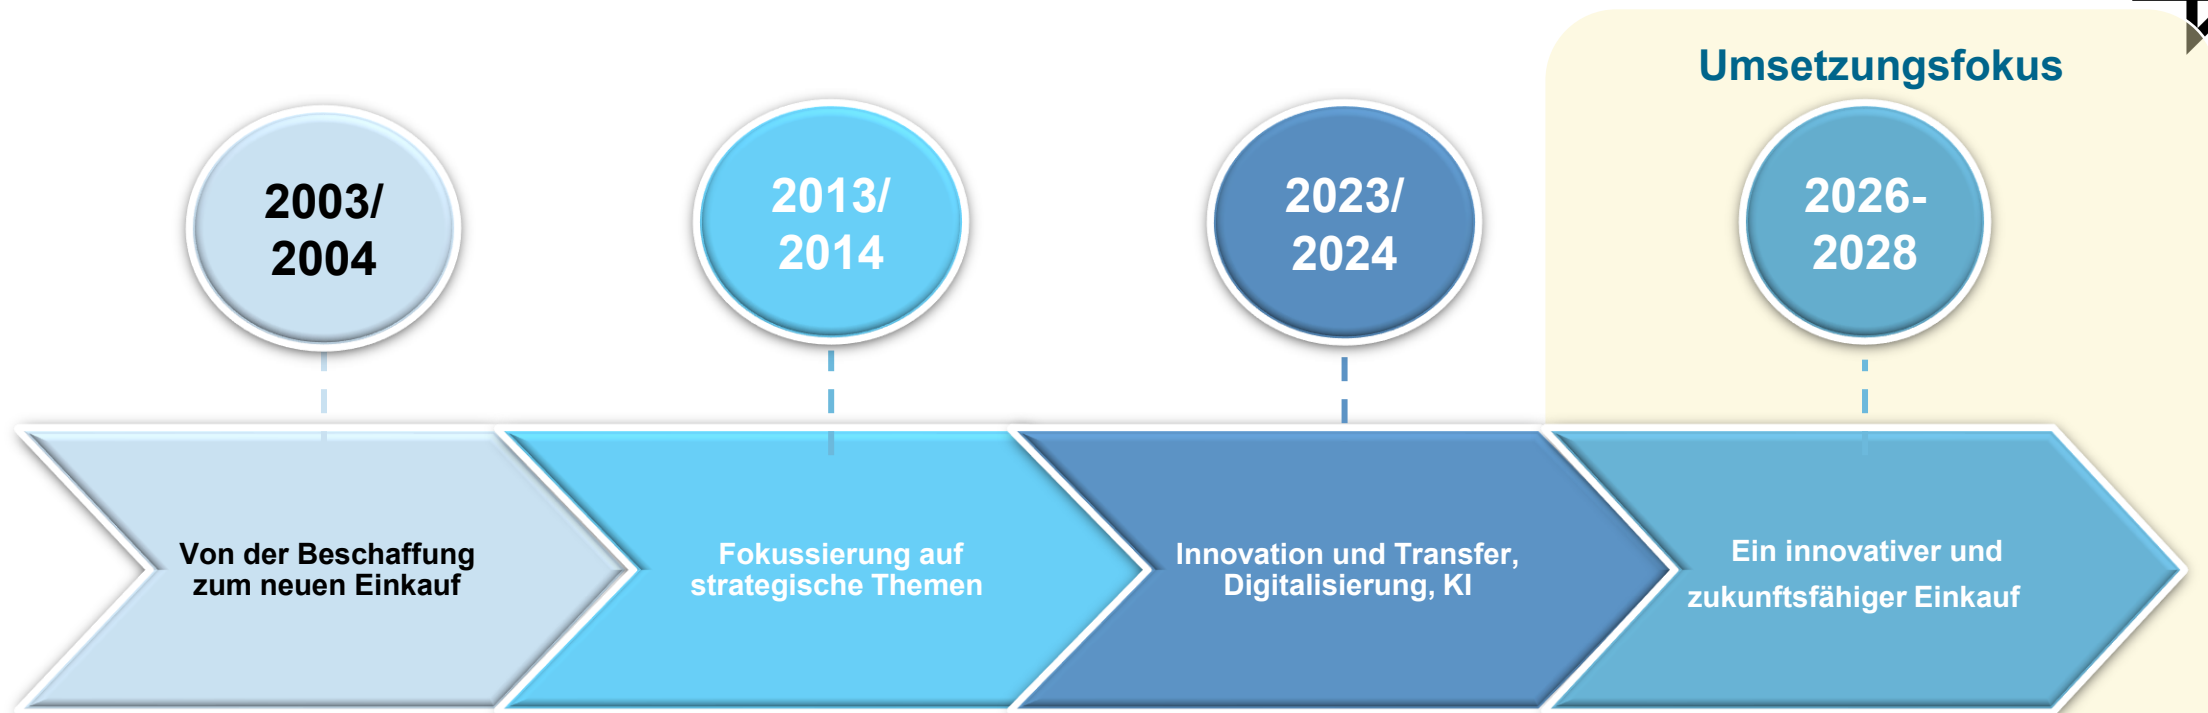 Umsetzungsfokus
2003/
2004
2013/
2014
2023/
2024
2026-
2028
Von der Beschaffung
zum neuen Einkauf
Fokussierung auf
strategische Themen
Innovation und Transfer,
Digitalisierung, KI
Ein innovativer und
zukunftsfähiger Einkauf